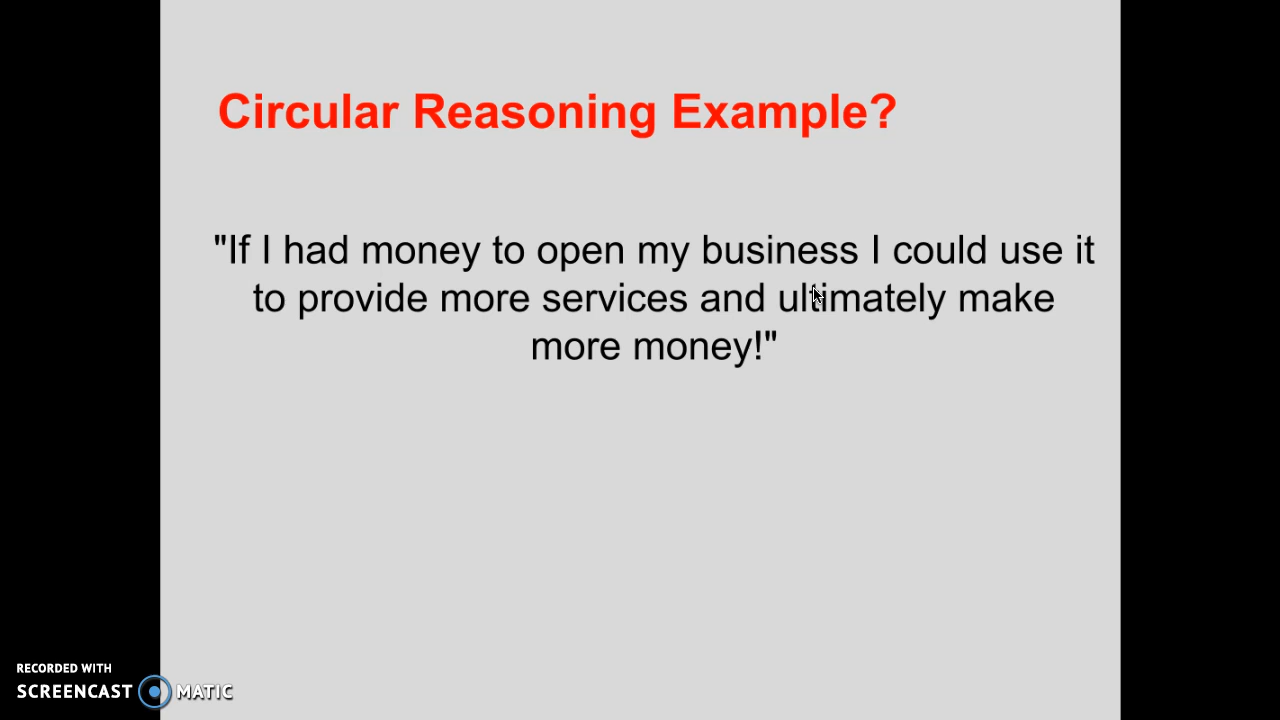 Circular Reasoning Example?
"If I had money to open my business I could use it
to provide more services and ultimately make
more money!"
RECORDED WITH
SCREENCAST MATIC